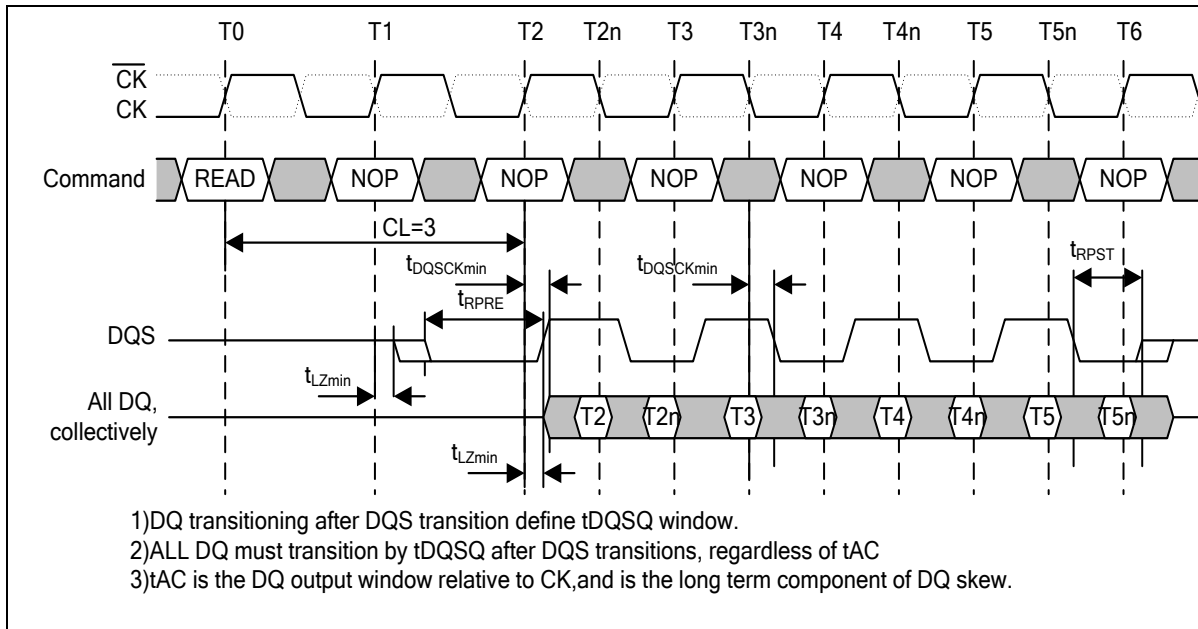 T0 T1 T2 T2n T3 T3n T4 T4n T5 T5n T6
CK
CK
Command READ NOP NOP NOP NOP NOP NOP
CL=3
tDQSCKmin tDQSCKmin tRPST
tRPRE
DQS
tLZmin
All DQ,
collectively
T2 T2n T3 T3n T4 T4n T5 T5n
tLZmin
1)DQ transitioning after DQS transition define tDQSQ window.
2)ALL DQ must transition by tDQSQ after DQS transitions, regardless of tAC
3)tAC is the DQ output window relative to CK,and is the long term component of DQ skew.